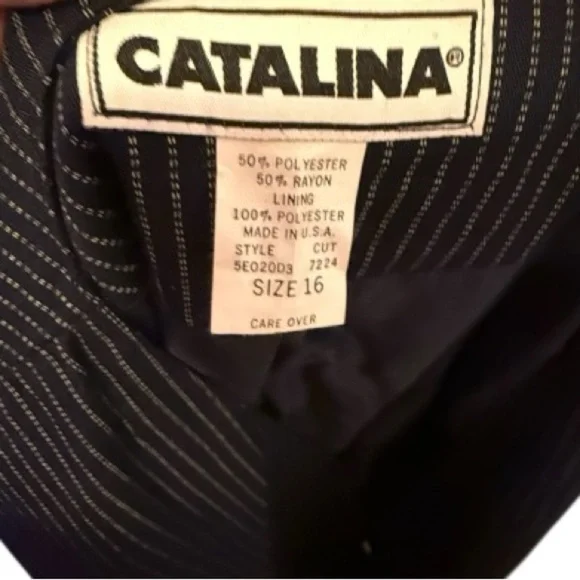 CATALINA®
50% POLYESTER
50% RAYON
LINING
100% POLYESTER
MADE IN U.S.A.
STYLE CUT
5E020D3 7224
SIZE 16
CARE OVER